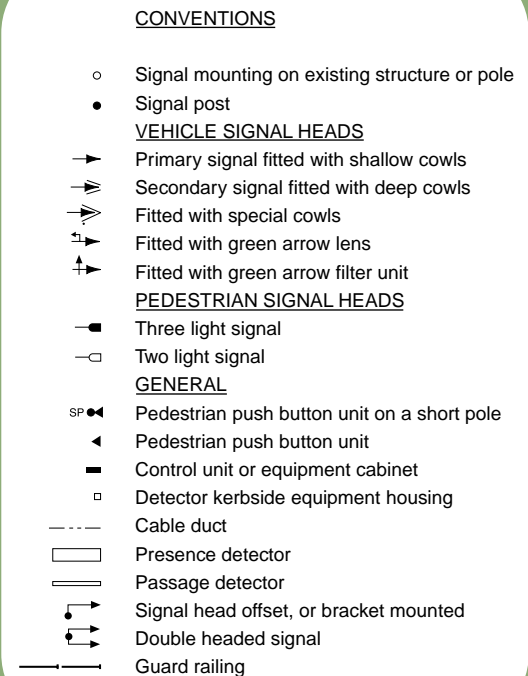 CONVENTIONS
Signal mounting on existing structure or pole
Signal post
VEHICLE SIGNAL HEADS
Primary signal fitted with shallow cowls
Secondary signal fitted with deep cowls
Fitted with special cowls
Fitted with green arrow lens
Fitted with green arrow filter unit
PEDESTRIAN SIGNAL HEADS
Three light signal
Two light signal
GENERAL
SP Pedestrian push button unit on a short pole
Pedestrian push button unit
Control unit or equipment cabinet
Detector kerbside equipment housing
Cable duct
Presence detector
Passage detector
Signal head offset, or bracket mounted
Double headed signal
Guard railing